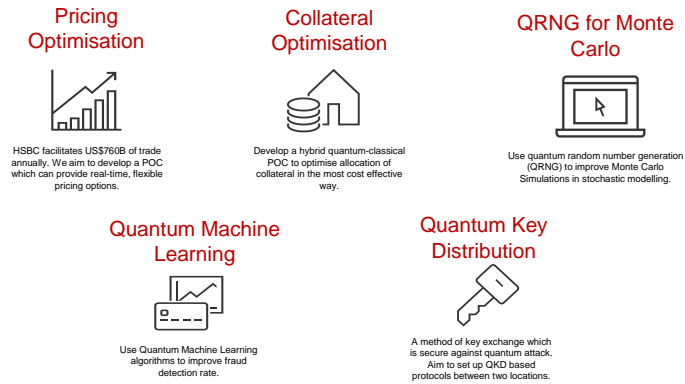 Pricing
Optimisation
HSBC facilitates US$760B of trade
annually. We aim to develop a POC
which can provide real-time, flexible
pricing options.
Collateral
Optimisation
Develop a hybrid quantum-classical
POC to optimise allocation of
collateral in the most cost effective
way.
QRNG for Monte
Carlo
Use quantum random number generation
(QRNG) to improve Monte Carlo
Simulations in stochastic modelling.
Quantum Machine
Learning
Use Quantum Machine Learning
algorithms to improve fraud
detection rate.
Quantum Key
Distribution
A method of key exchange which
is secure against quantum attack.
Aim to set up QKD based
protocols between two locations.